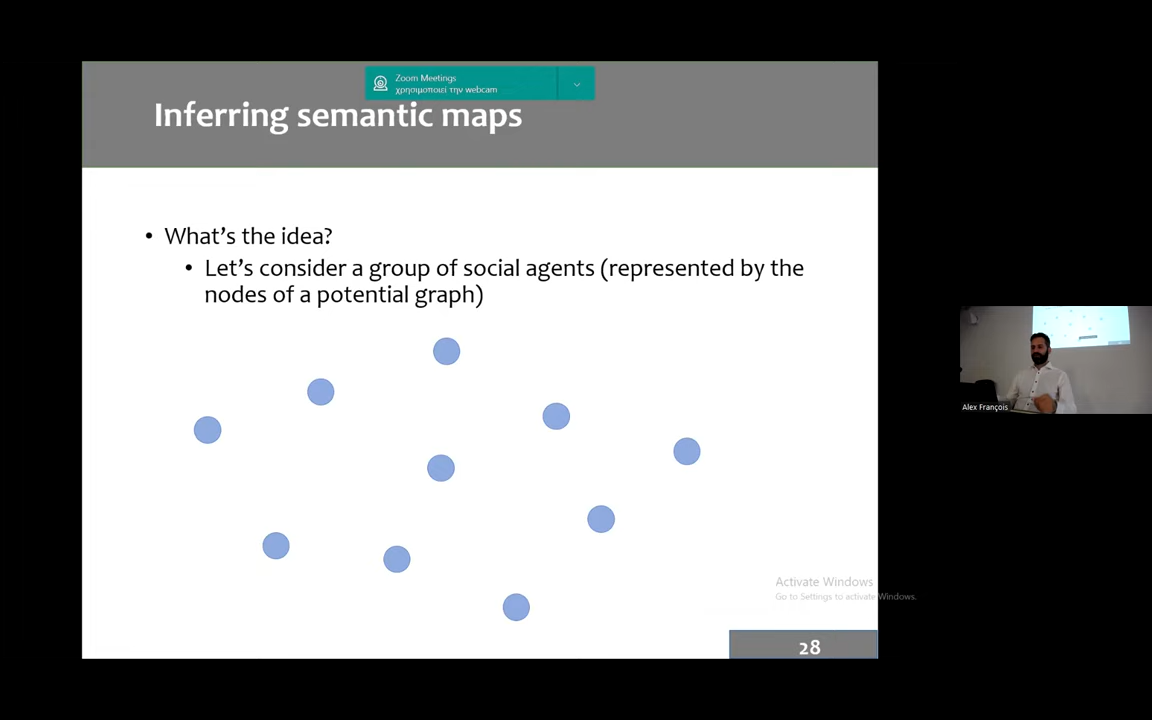 Zoom Meetings
χρησιμοποιεί την webcam
Inferring semantic maps
• What's the idea?
• Let's consider a group of social agents (represented by the
nodes of a potential graph)
Alex François
Activate Windows
Go to Settings to activate Windows.
28